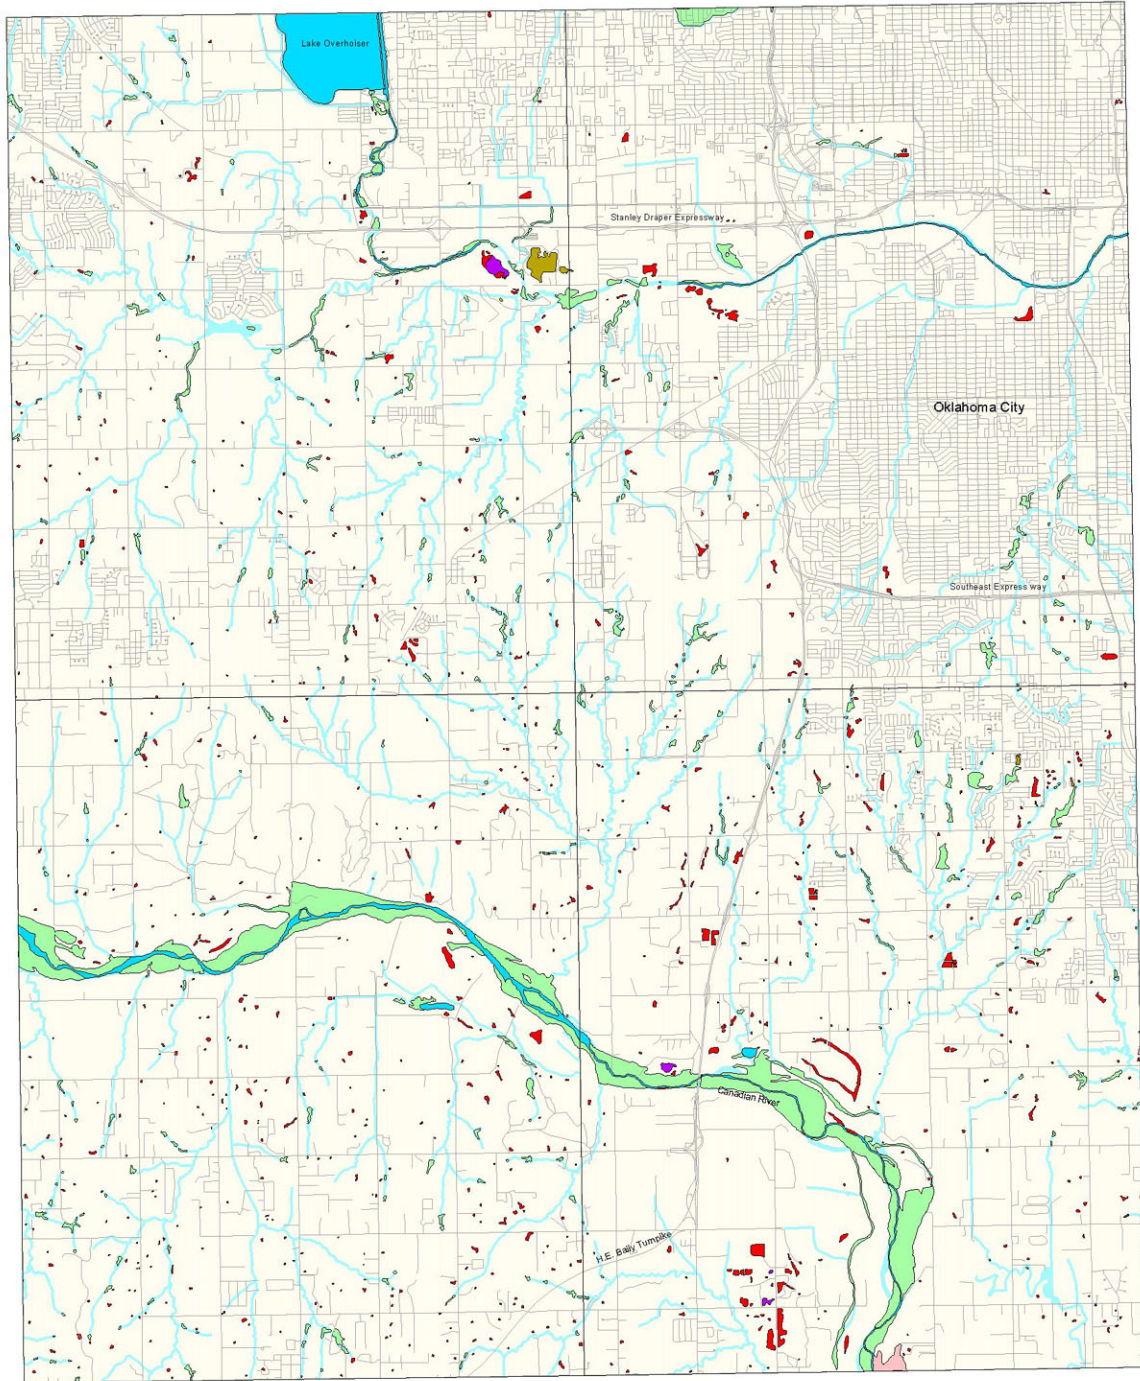 Lake Overholser
Stanley Draper Expressway
Oklahoma City
Southeast Express way
Canadian River
H.E. Baily Turnpike